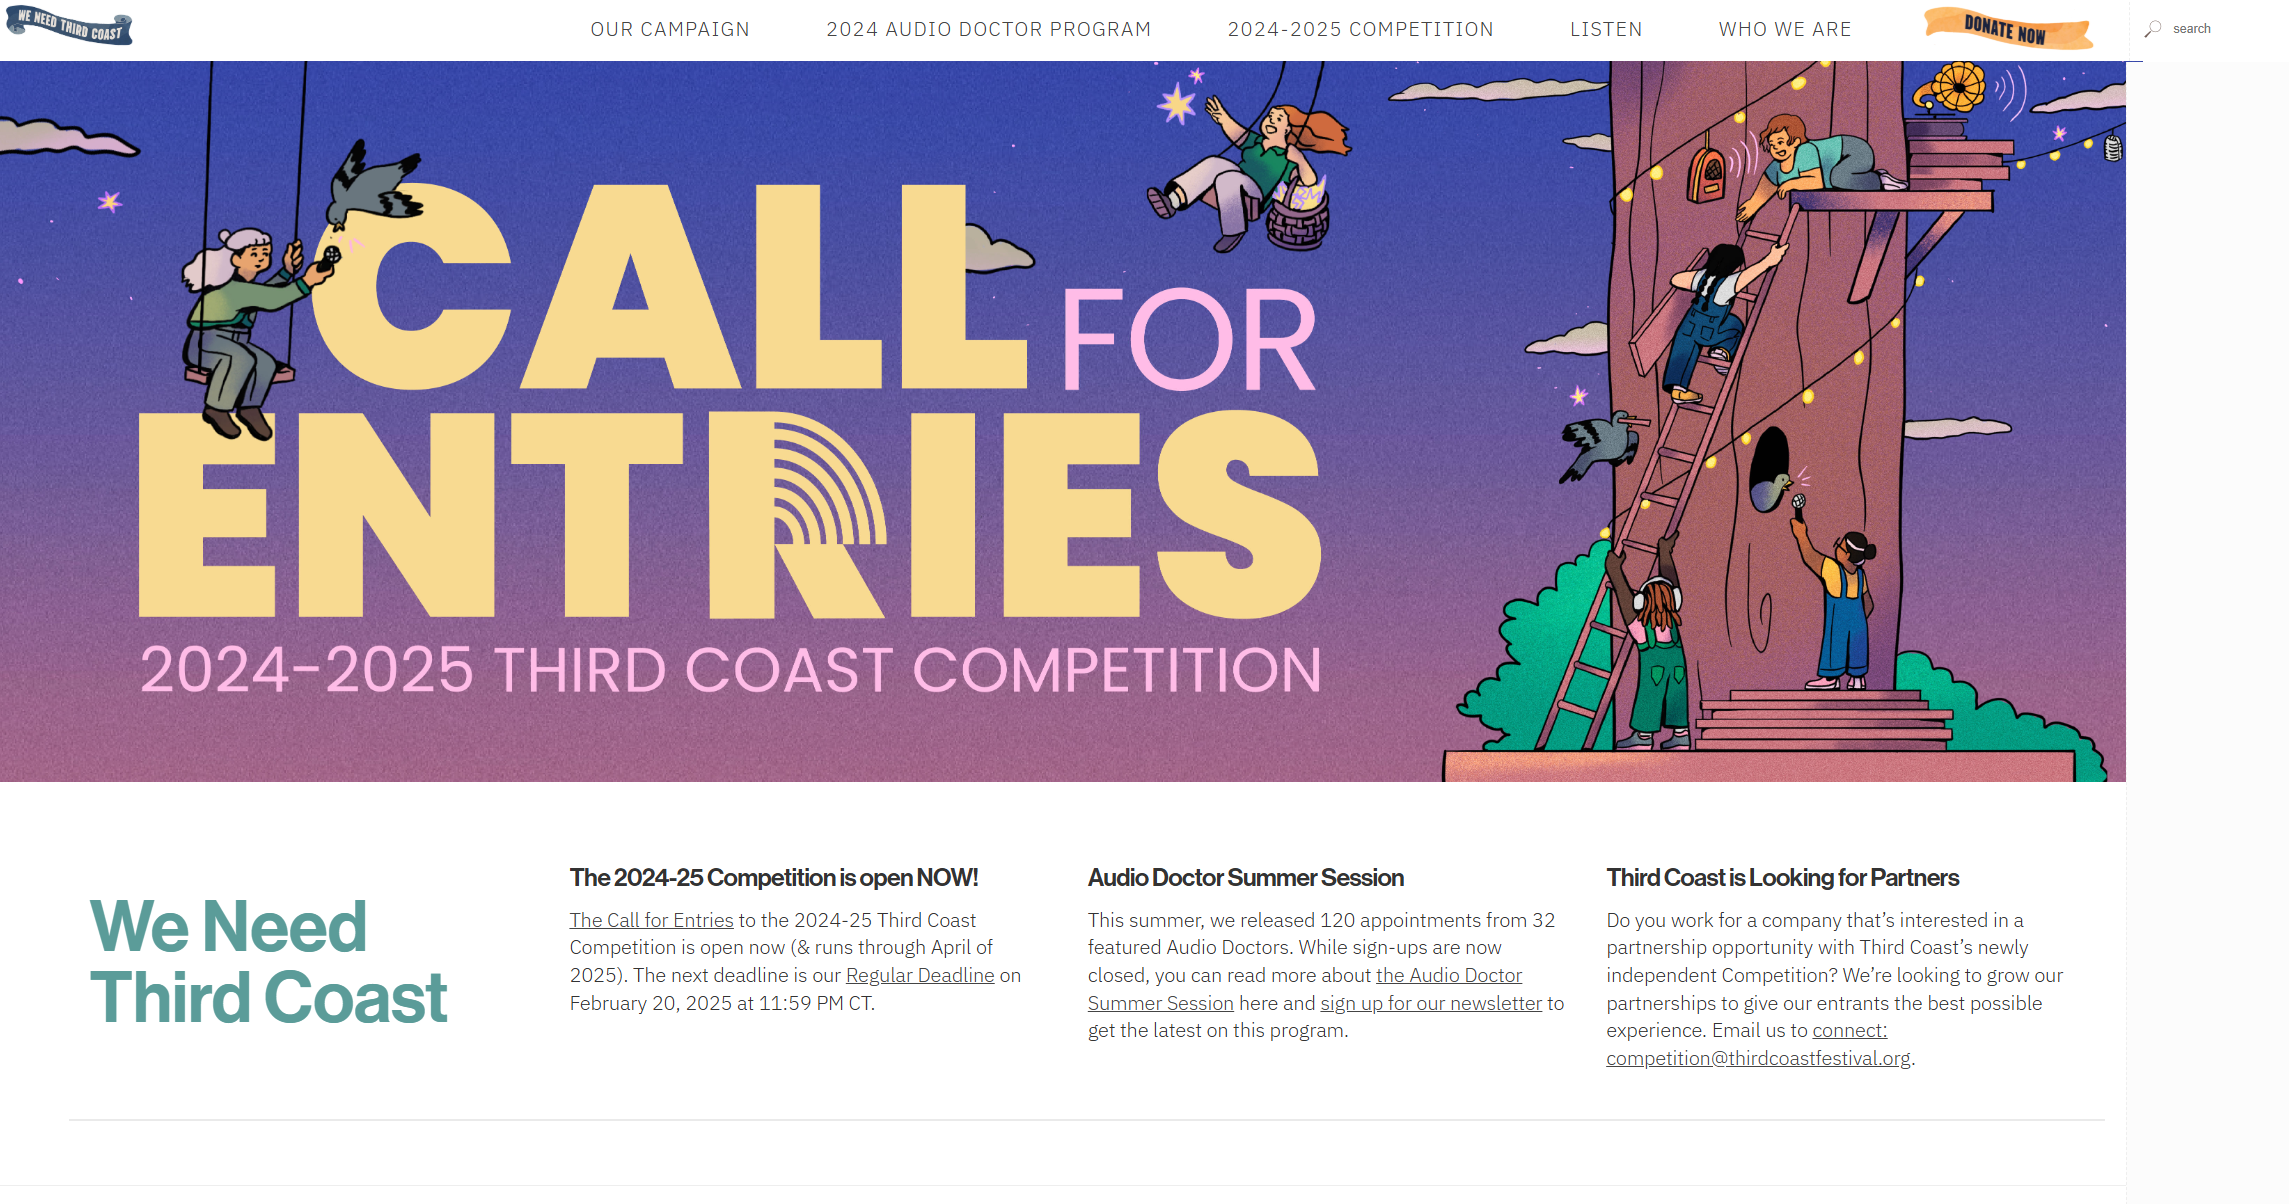 WE NEED THIRD COAST
OUR CAMPAIGN
2024 AUDIO DOCTOR PROGRAM
2024-2025 COMPETITION
LISTEN
WHO WE ARE
DONATE NOW
search
CALL FOR
ENTRIES
2024-2025 THIRD COAST COMPETITION
We Need
Third Coast
The 2024-25 Competition is open NOW!
The Call for Entries to the 2024-25 Third Coast
Competition is open now (& runs through April of
2025). The next deadline is our Regular Deadline on
February 20, 2025 at 11:59 PM CT.
Audio Doctor Summer Session
This summer, we released 120 appointments from 32
featured Audio Doctors. While sign-ups are now
closed, you can read more about the Audio Doctor
Summer Session here and sign up for our newsletter to
get the latest on this program.
Third Coast is Looking for Partners
Do you work for a company that’s interested in a
partnership opportunity with Third Coast’s newly
independent Competition? We’re looking to grow our
partnerships to give our entrants the best possible
experience. Email us to connect:
competition@thirdcoastfestival.org.